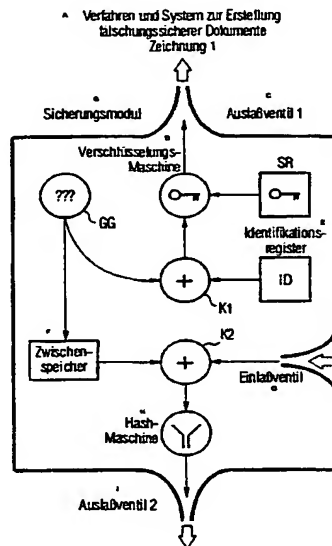 Verfahren und System zur Erstellung
fälschungssicherer Dokumente
Zeichnung 1
Sicherungsmodul
Auslaßventil 1
Verschlüsselungs-
Maschine
SR
???
GG
Identifikations-
register
ID
+
K1
K2
Zwischen-
speicher
+
Einlaßventil
Hash-
Maschine
Auslaßventil 2